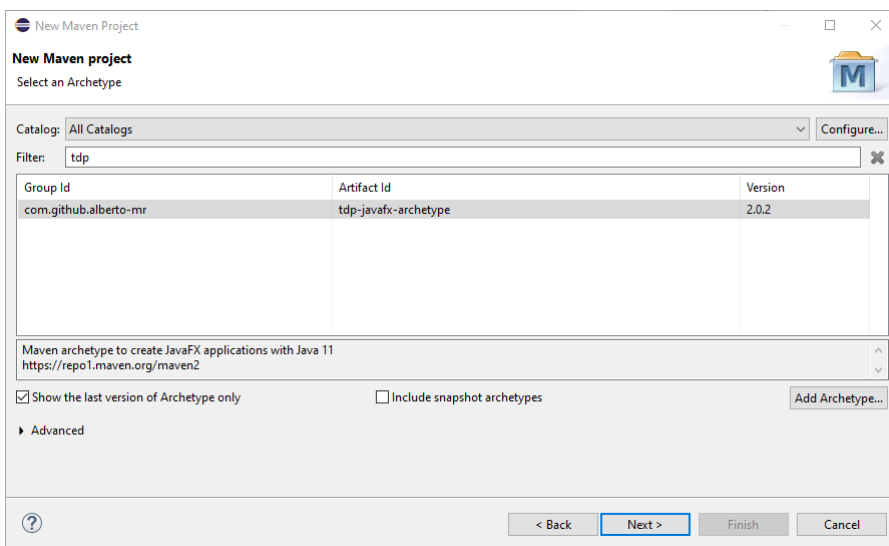 New Maven Project
New Maven project
Select an Archetype
M
Catalog: All Catalogs Configure...
Filter: tdp
Group Id Artifact Id Version
com.github.alberto-mr tdp-javafx-archetype 2.0.2
Maven archetype to create JavaFX applications with Java 11
https://repo1.maven.org/maven2
Show the last version of Archetype only Include snapshot archetypes Add Archetype...
Advanced
? < Back Next > Finish Cancel